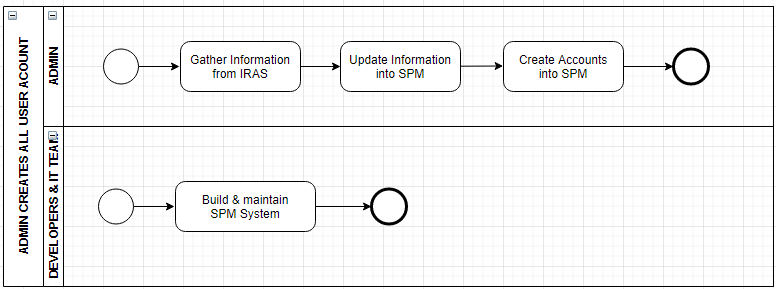 ADMIN CREATES ALL USER ACOUNT
ADMIN
Gather Information
from IRAS
Update Information
into SPM
Create Accounts
into SPM
DEVELOPERS & IT TEA
Build & maintain
SPM System